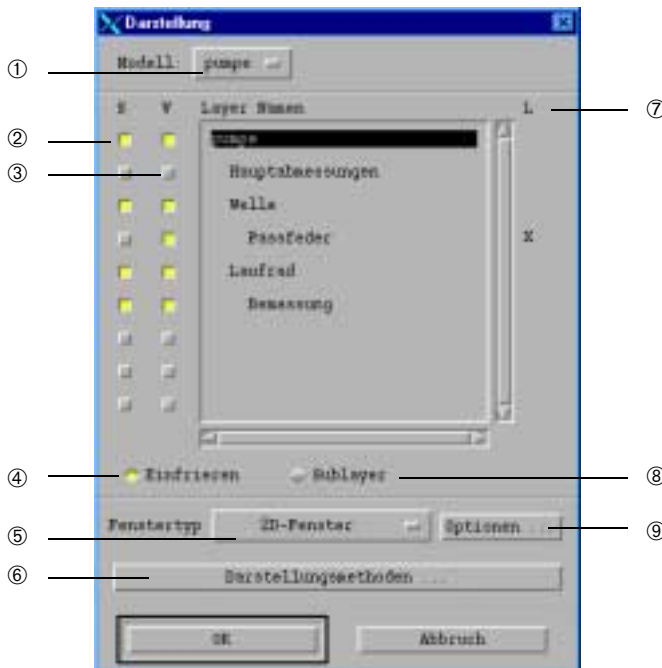 Darstellung
① Modell: pumpe
S V Layer Namen L ⑦
② pumpe
③ Hauptabmessungen
Welle
Passfeder X
Laufrad
Bemassung
④ Einfrieren Sublayer ⑧
⑤ Fenstertyp 2D-Fenster Optionen ... ⑨
⑥ Darstellungsmethoden ...
OK Abbruch